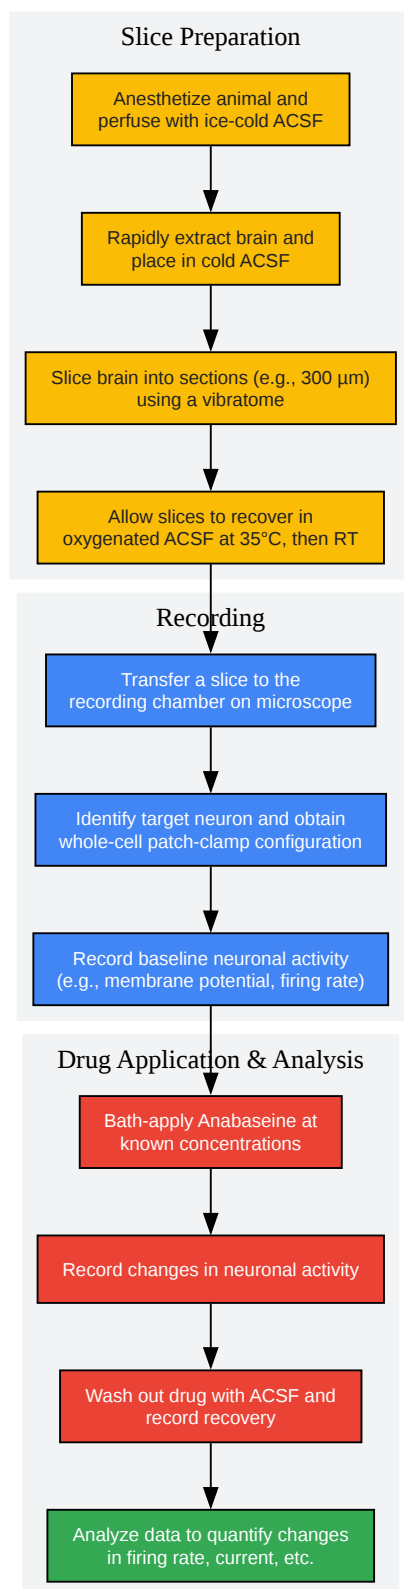 Slice Preparation
Anesthetize animal and
perfuse with ice-cold ACSF
Rapidly extract brain and
place in cold ACSF
Slice brain into sections (e.g., 300 µm)
using a vibratome
Allow slices to recover in
oxygenated ACSF at 35°C, then RT
Recording
Transfer a slice to the
recording chamber on microscope
Identify target neuron and obtain
whole-cell patch-clamp configuration
Record baseline neuronal activity
(e.g., membrane potential, firing rate)
Drug Application & Analysis
Bath-apply Anabaseine at
known concentrations
Record changes in neuronal activity
Wash out drug with ACSF and
record recovery
Analyze data to quantify changes
in firing rate, current, etc.